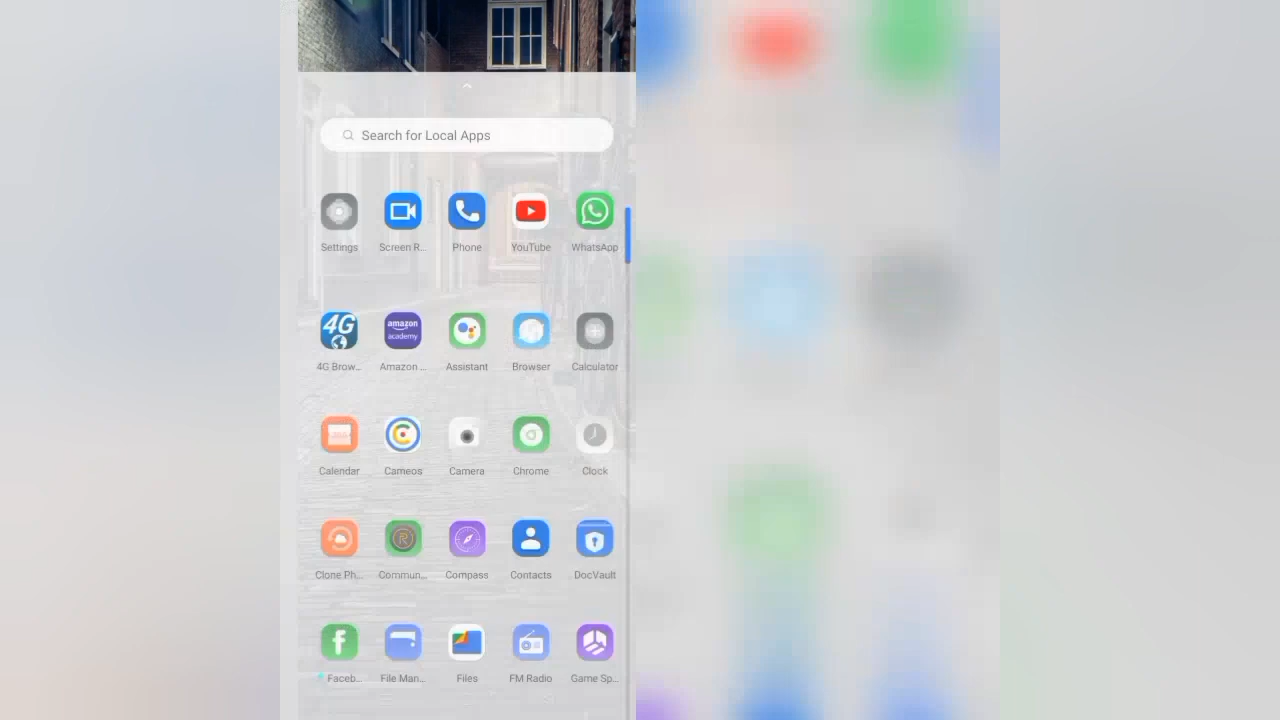 Search for Local Apps
Settings
Screen R...
Phone
YouTube
WhatsApp
4G
amazon
academy
4G Brow...
Amazon ...
Assistant
Browser
Calculator
Calendar
Cameos
Camera
Chrome
Clock
Clone Ph...
Commun...
Compass
Contacts
DocVault
Faceb...
File Man...
Files
FM Radio
Game Sp...